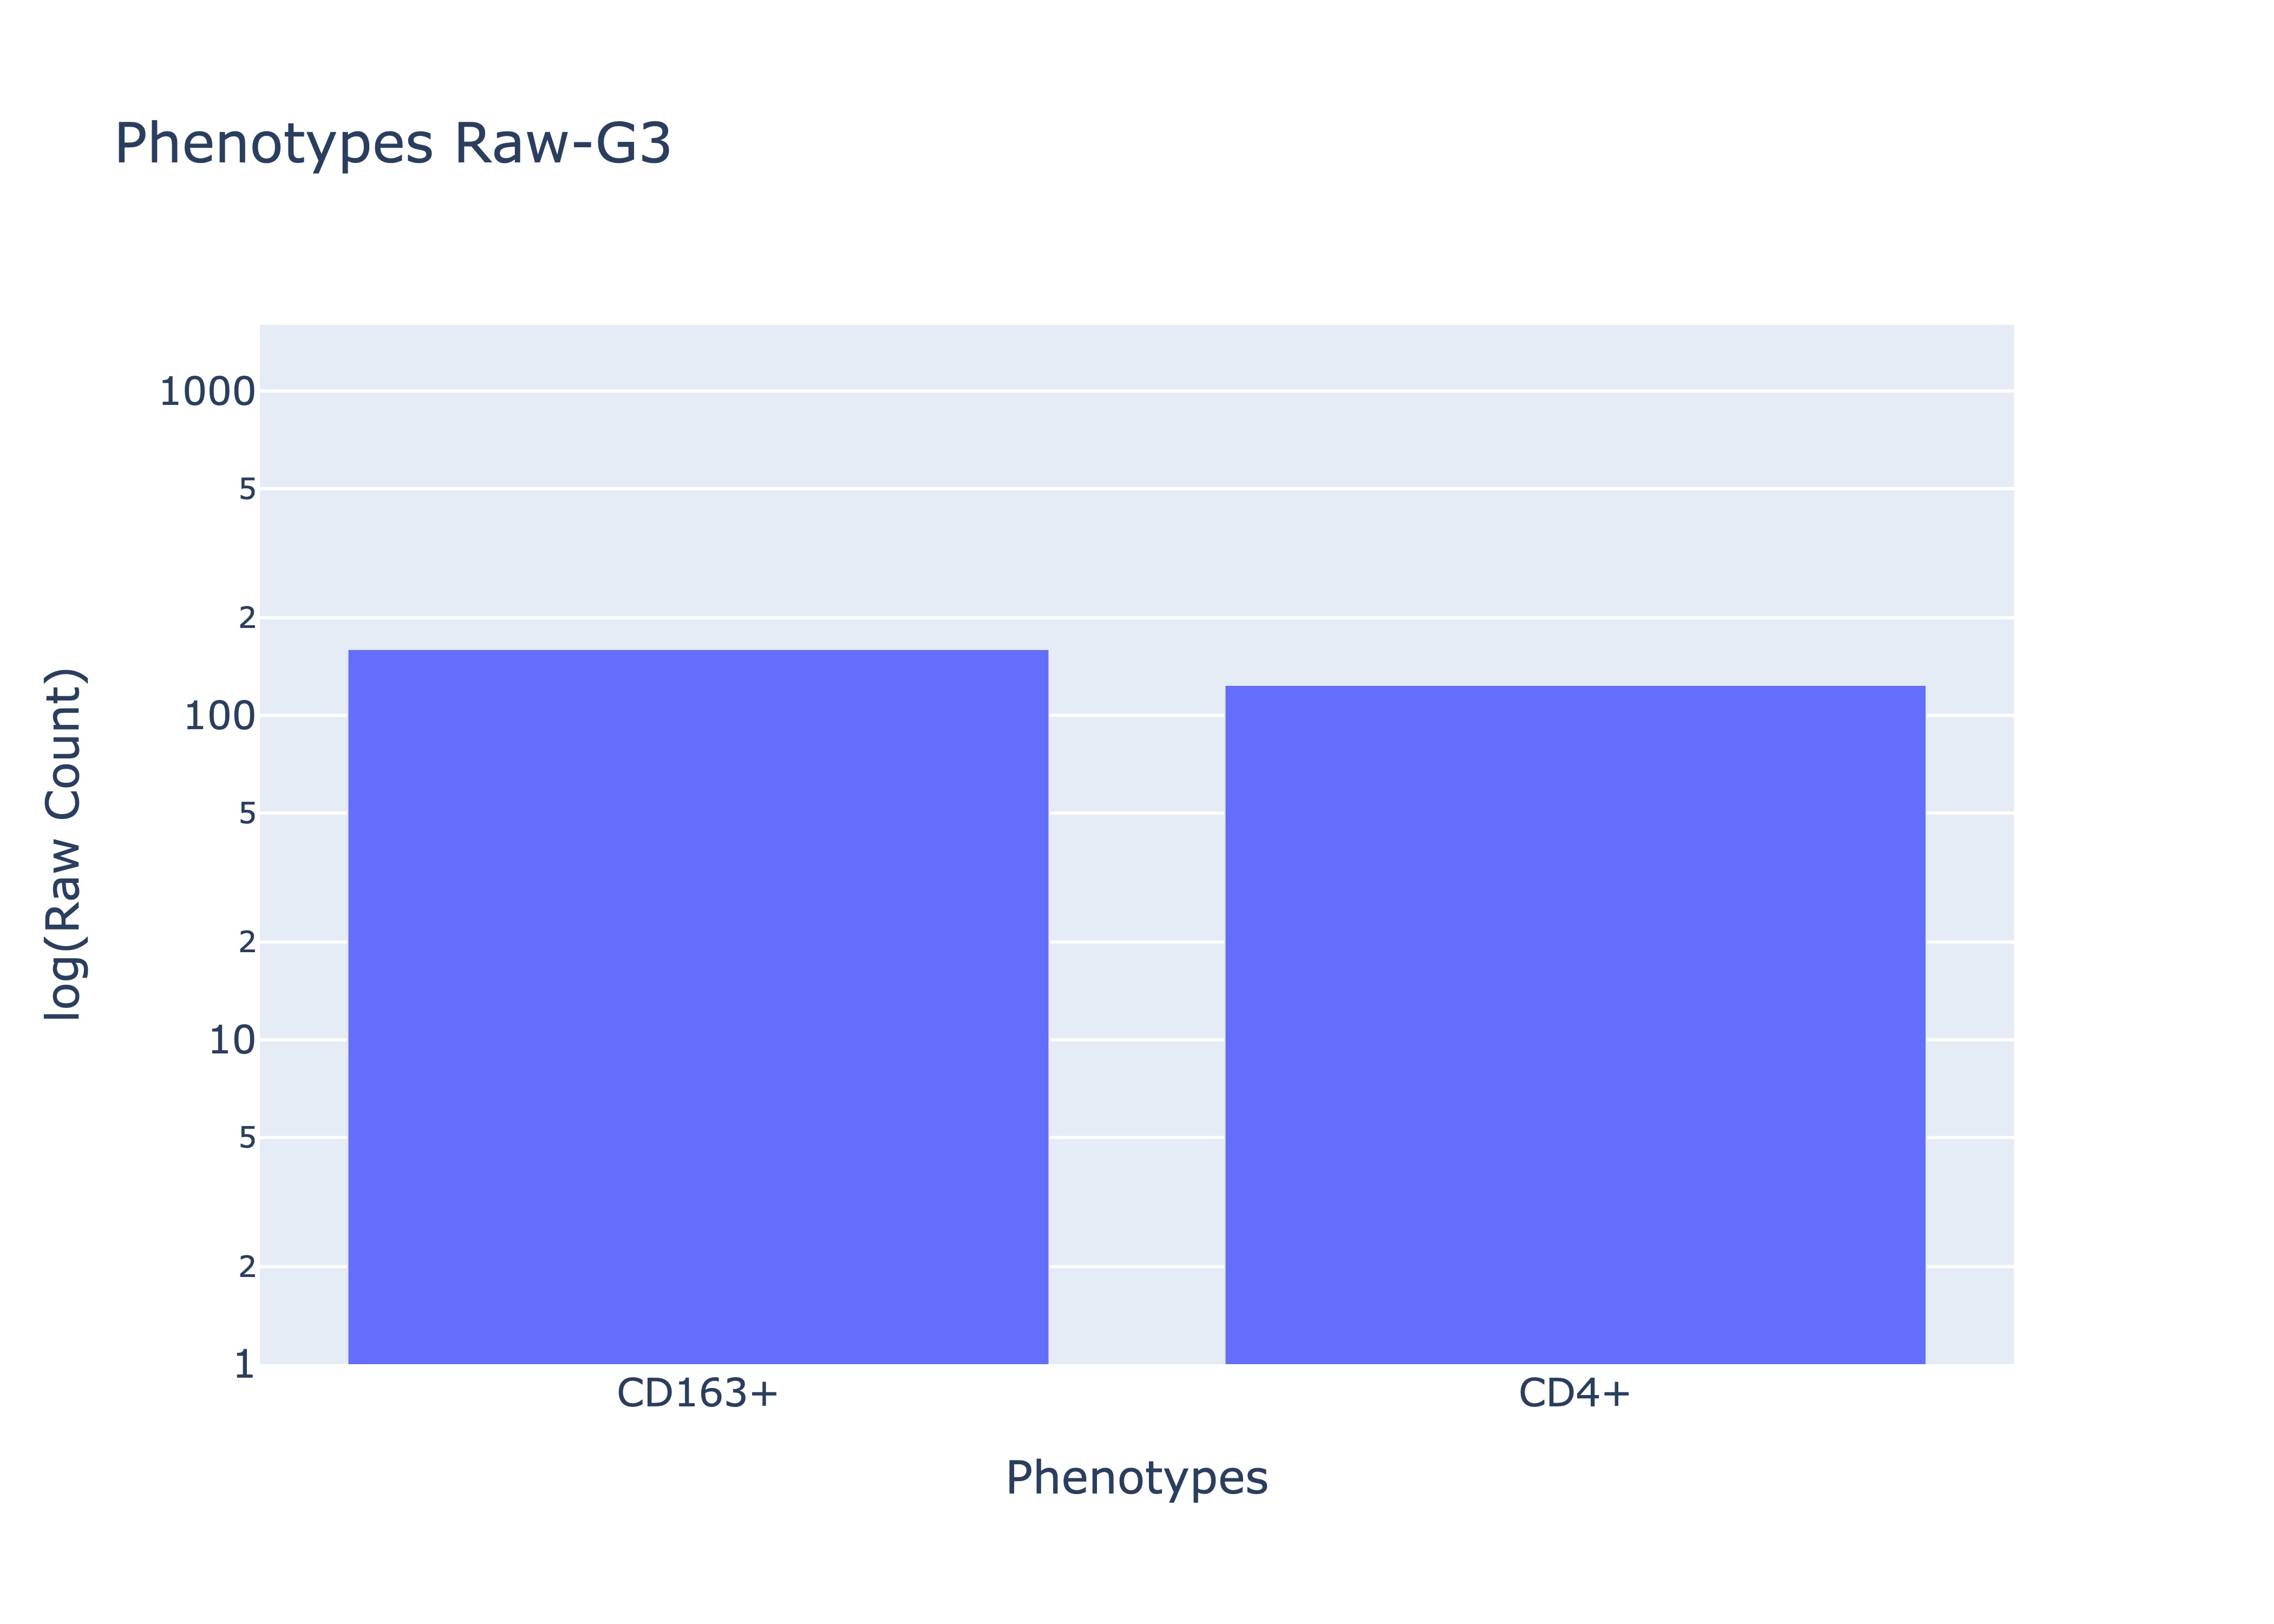 Phenotypes Raw-G3
1000
5
2
100
5
2
10
5
2
1
log(Raw Count)
CD163+
CD4+
Phenotypes